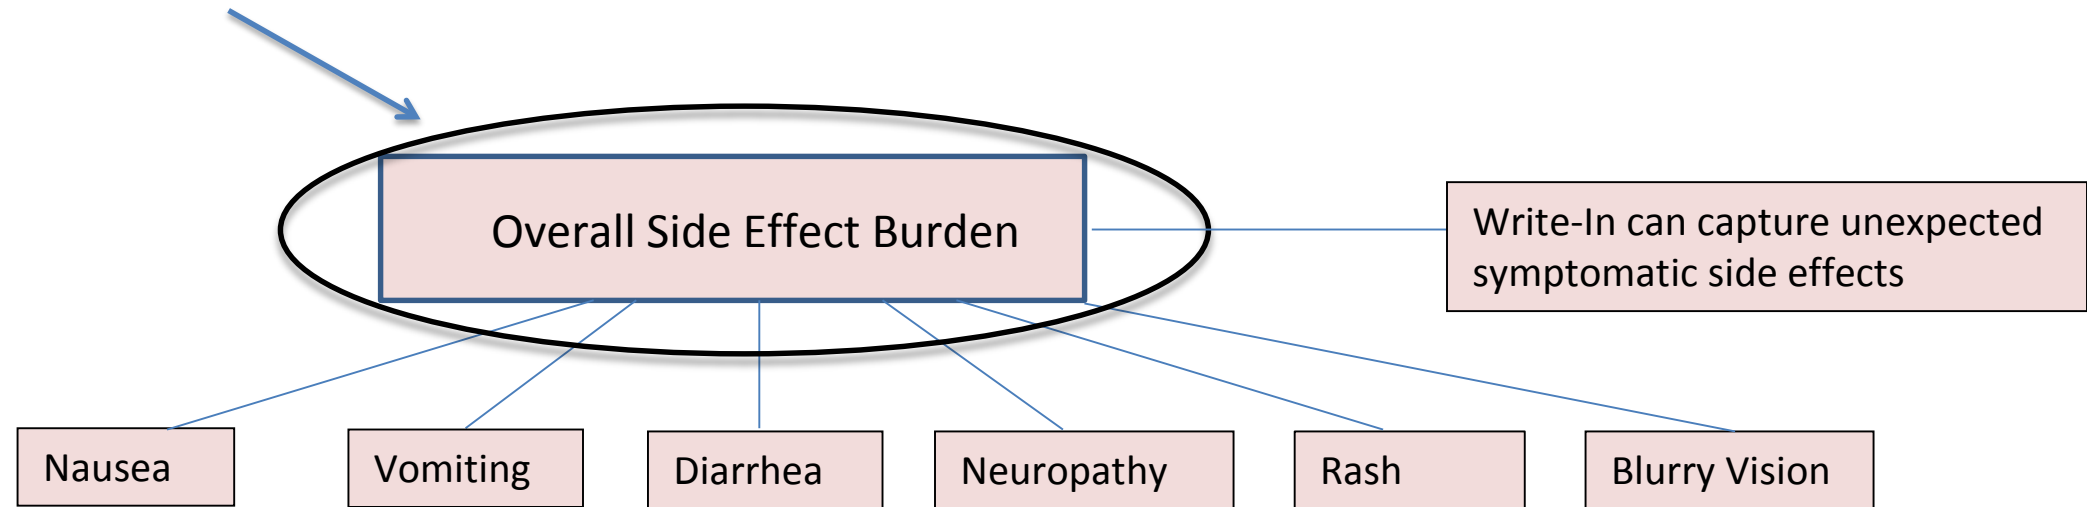 Overall Side Effect Burden
Write-In can capture unexpected
symptomatic side effects
Nausea
Vomiting
Diarrhea
Neuropathy
Rash
Blurry Vision